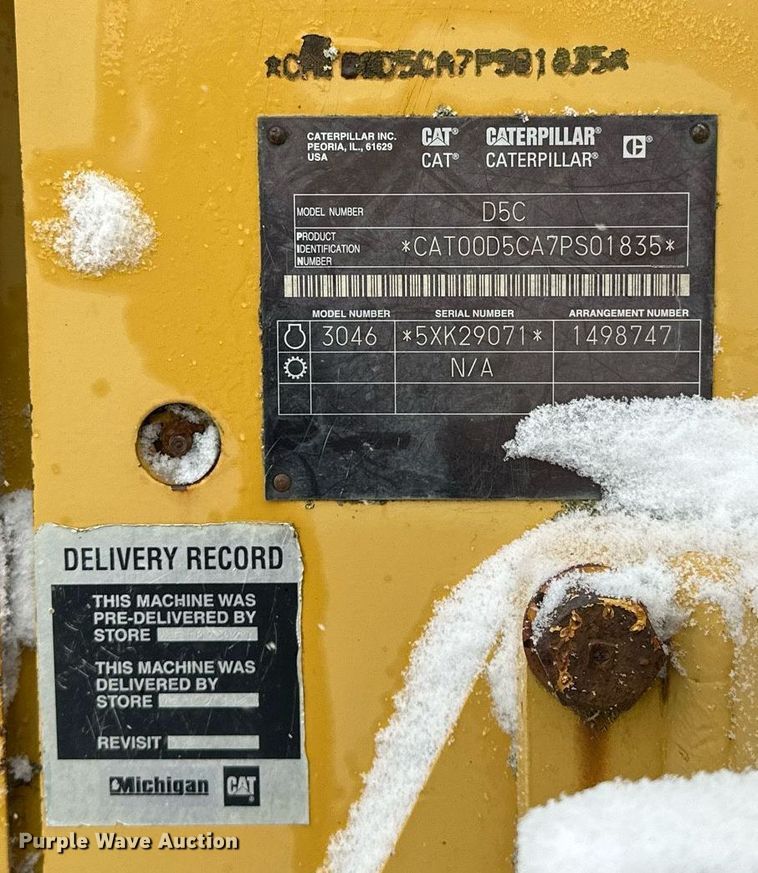 CATERPILLAR INC.
PEORIA, IL., 61629
USA
CAT® CATERPILLAR®
CAT® CATERPILLAR®
MODEL NUMBER D5C
PRODUCT
IDENTIFICATION
NUMBER
*CAT00D5CA7PS01835*
MODEL NUMBER SERIAL NUMBER ARRANGEMENT NUMBER
3046 *5XK29071* 1498747
N/A
DELIVERY RECORD
THIS MACHINE WAS
PRE-DELIVERED BY
STORE
THIS MACHINE WAS
DELIVERED BY
STORE
REVISIT
Michigan CAT
Purple Wave Auction